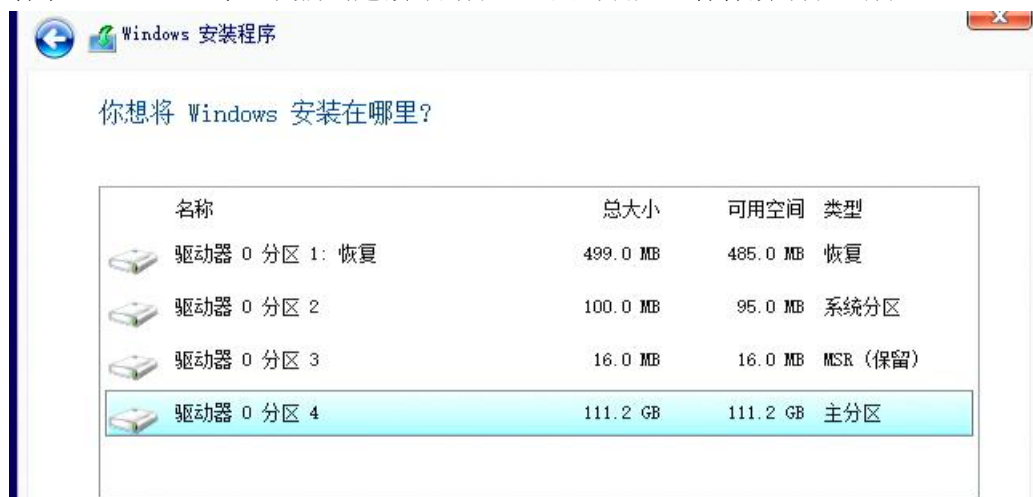 Windows 安装程序
你想将 Windows 安装在哪里?
名称 总大小 可用空间 类型
驱动器 0 分区 1: 恢复 499.0 MB 485.0 MB 恢复
驱动器 0 分区 2 100.0 MB 95.0 MB 系统分区
驱动器 0 分区 3 16.0 MB 16.0 MB MSR (保留)
驱动器 0 分区 4 111.2 GB 111.2 GB 主分区